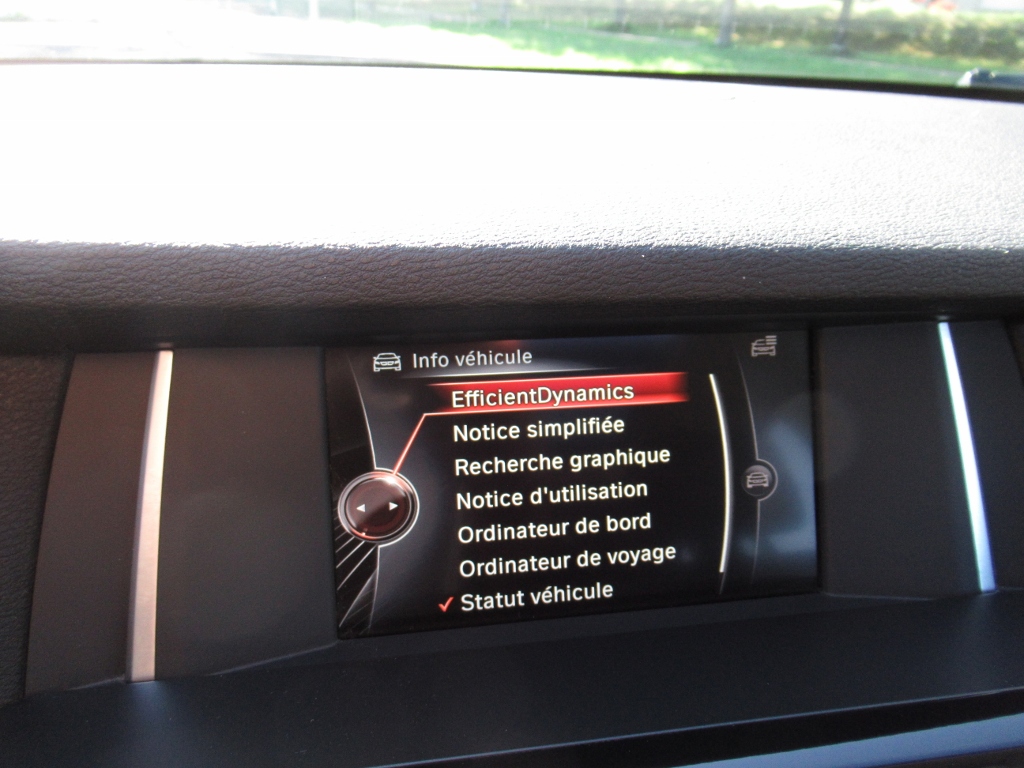 Info véhicule
EfficientDynamics
Notice simplifiée
Recherche graphique
Notice d'utilisation
Ordinateur de bord
Ordinateur de voyage
Statut véhicule